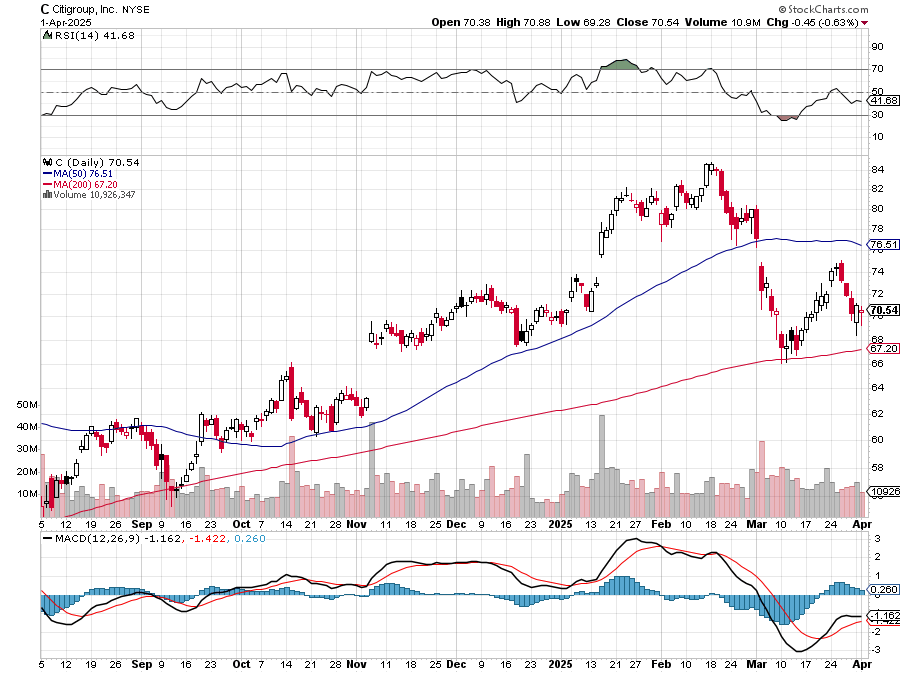 C Citigroup, Inc. NYSE © StockCharts.com
1-Apr-2025 Open 70.38 High 70.88 Low 69.28 Close 70.54 Volume 10.9M Chg -0.45 (-0.63%)
RSI(14) 41.68
90
70
50
41.68
30
10
C (Daily) 70.54
MA(50) 76.51
MA(200) 67.20
Volume 10,926,347
84
82
80
78
76.51
74
72
70.54
68
67.20
66
64
62
60
58
10926
50M
40M
30M
20M
10M
5 12 19 26 Sep 9 16 23 Oct 7 14 21 28 Nov 11 18 25 Dec 9 16 23 2025 13 21 27 Feb 10 18 24 Mar 10 17 24 Apr
MACD(12,26,9) -1.162, -1.422, 0.260
3
2
1
0.260
-1.162
-2
-3
5 12 19 26 Sep 9 16 23 Oct 7 14 21 28 Nov 11 18 25 Dec 9 16 23 2025 13 21 27 Feb 10 18 24 Mar 10 17 24 Apr